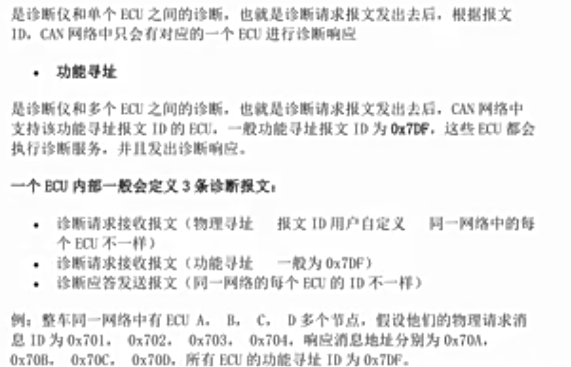 是诊断仪和单个 ECU 之间的诊断，也就是诊断请求报文发出去后，根据报文
ID，CAN 网络中只会有对应的一个 ECU 进行诊断响应
• 功能寻址
是诊断仪和多个 ECU 之间的诊断，也就是诊断请求报文发出去后，CAN 网络中
支持该功能寻址报文 ID 的 ECU，一般功能寻址报文 ID 为 0x7DF，这些 ECU 都会
执行诊断服务，并且发出诊断响应。
一个 ECU 内部一般会定义 3 条诊断报文：
• 诊断请求接收报文（物理寻址 报文 ID 用户自定义 同一网络中的每
个 ECU 不一样）
• 诊断请求接收报文（功能寻址 一般为 0x7DF）
• 诊断应答发送报文（同一网络的每个 ECU 的 ID 不一样）
例：整车同一网络中有 ECU A， B， C， D 多个节点，假设他们的物理请求消
息 ID 为 0x701， 0x702， 0x703， 0x704，响应消息地址分别为 0x70A，
0x70B， 0x70C， 0x70D，所有 ECU 的功能寻址 ID 为 0x7DF。